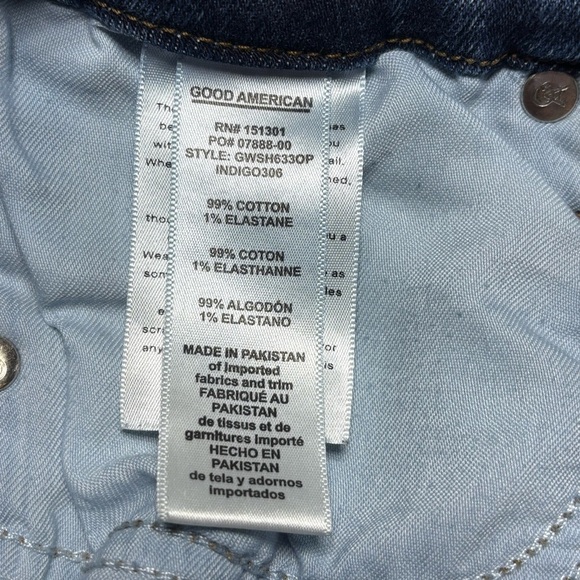 GOOD AMERICAN
RN# 151301
PO# 07888-00
STYLE: GWSH633OP
INDIGO306
99% COTTON
1% ELASTANE
99% COTON
1% ELASTHANNE
99% ALGODÓN
1% ELASTANO
MADE IN PAKISTAN
of imported
fabrics and trim
FABRIQUÉ AU
PAKISTAN
de tissus et de
garnitures importé
HECHO EN
PAKISTAN
de tela y adornos
importados